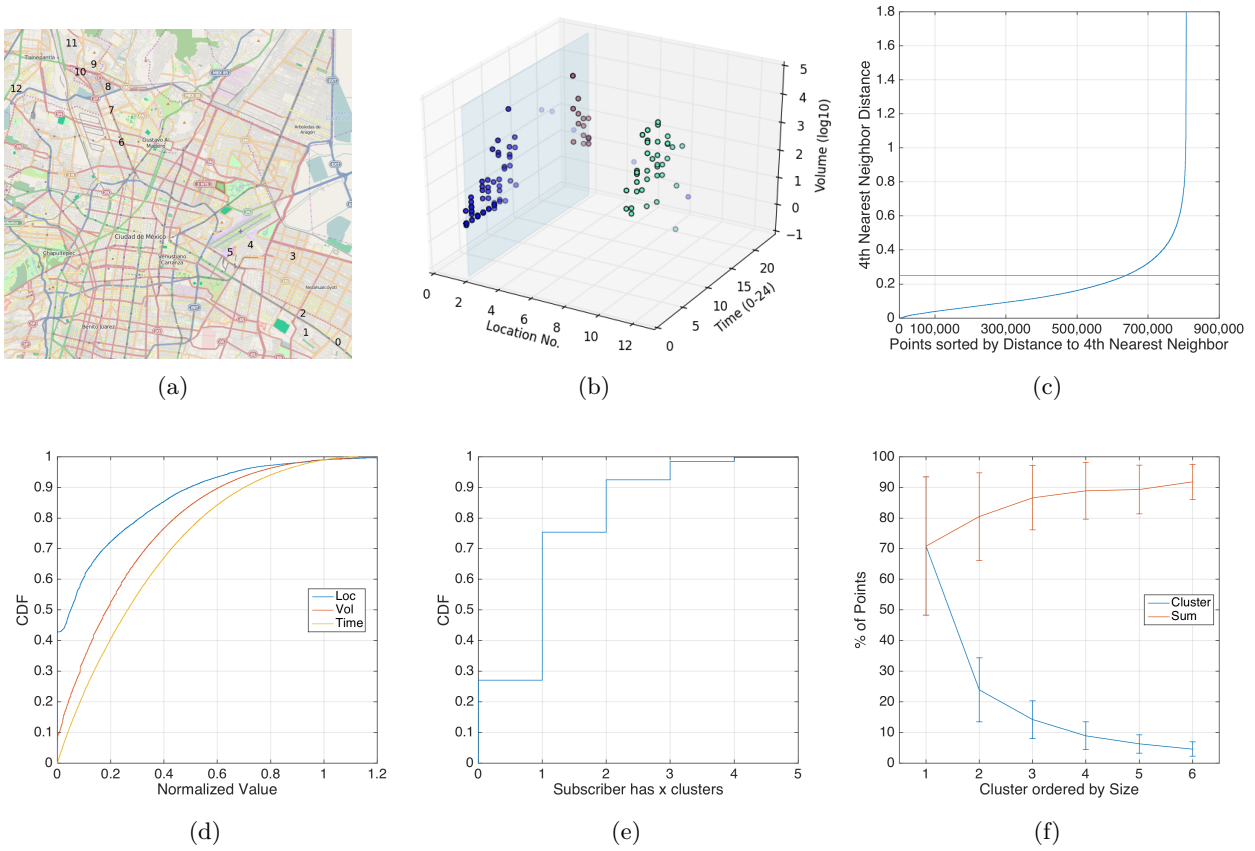 11
9
10
Tlalnepantla
8
12
7
Gustavo A. Madero
6
Arboledas de Aragón
Ciudad de México
4
5
3
Chapultepec
Venustiano Carranza
Nezahualcóyotl
2
Benito Juárez
1
0
(a)
5
4
3
2
1
0
−1
Volume (log10)
0
2
4
6
8
10
12
Location No.
0
5
10
15
20
Time (0-24)
(b)
1.8
1.6
1.4
1.2
1
0.8
0.6
0.4
0.2
0
4th Nearest Neighbor Distance
0 100,000 300,000 500,000 700,000 900,000
Points sorted by Distance to 4th Nearest Neighbor
(c)
1
0.9
0.8
0.7
0.6
0.5
0.4
0.3
0.2
0.1
0
CDF
Loc
Vol
Time
0 0.2 0.4 0.6 0.8 1 1.2
Normalized Value
(d)
1
0.9
0.8
0.7
0.6
0.5
0.4
0.3
0.2
0.1
0
CDF
0 1 2 3 4 5
Subscriber has x clusters
(e)
100
90
80
70
60
50
40
30
20
10
0
% of Points
Cluster
Sum
1 2 3 4 5 6
Cluster ordered by Size
(f)